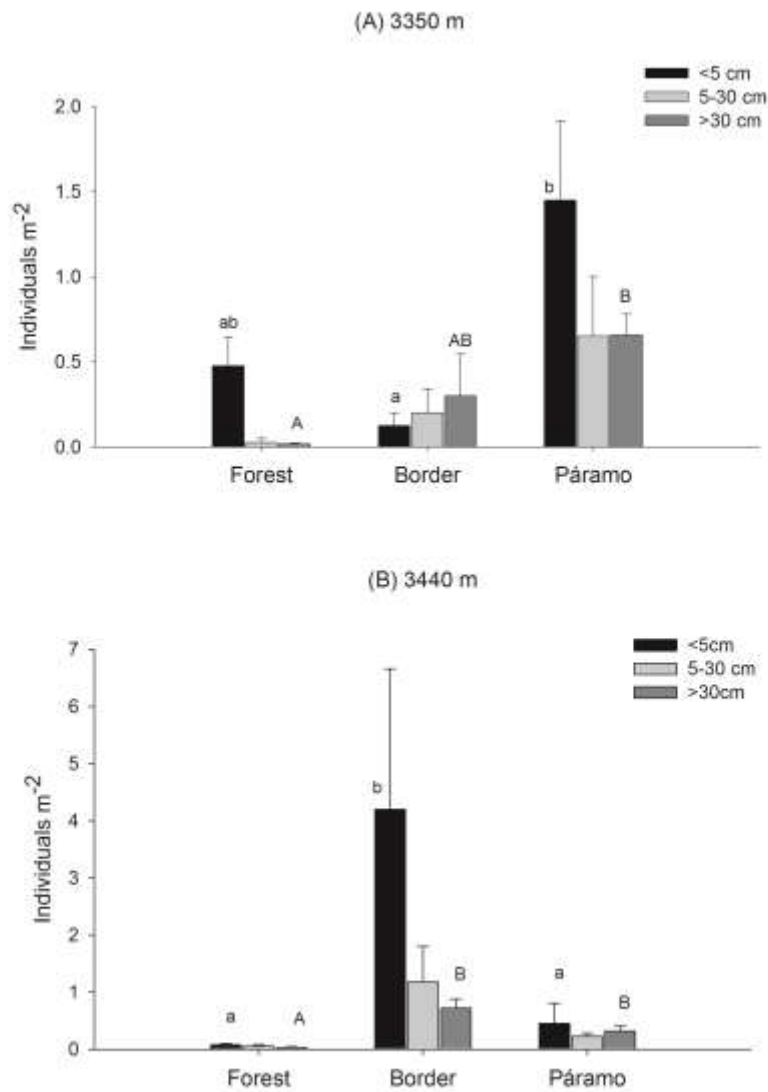 (A) 3350 m
<5 cm
5-30 cm
>30 cm
2.0
1.5
1.0
0.5
0.0
Individuals m⁻²
ab
A
a
AB
b
B
Forest Border Páramo
(B) 3440 m
<5cm
5-30 cm
>30cm
7
6
5
4
3
2
1
0
Individuals m⁻²
a
A
b
B
a
B
Forest Border Páramo